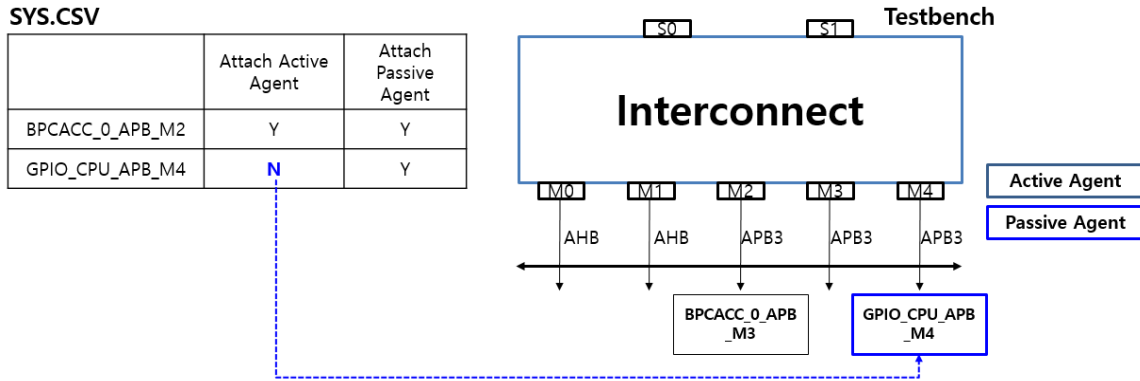 SYS.CSV
Attach Active
Agent
Attach
Passive
Agent
BPCACC_0_APB_M2
Y
Y
GPIO_CPU_APB_M4
N
Y
Testbench
S0
S1
Interconnect
M0
M1
M2
M3
M4
Active Agent
Passive Agent
AHB
AHB
APB3
APB3
APB3
BPCACC_0_APB
_M3
GPIO_CPU_APB
_M4